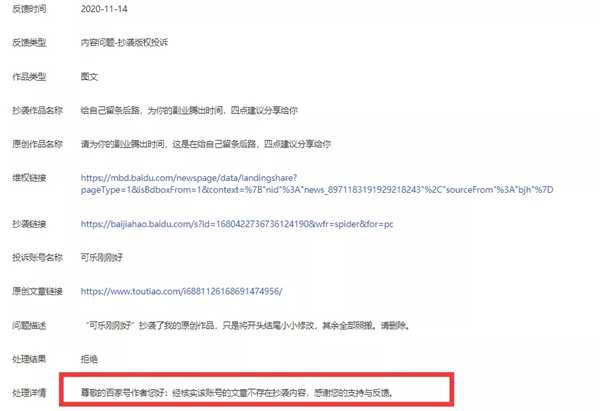 反馈时间 2020-11-14
反馈类型 内容问题-抄袭版权投诉
作品类型 图文
抄袭作品名称 给自己留条后路，为你的副业腾出时间，四点建议分享给你
原创作品名称 请为你的副业腾出时间，这是在给自己留条后路，四点建议分享给你
维权链接 https://mbd.baidu.com/newspage/data/landingshare?
pageType=1&isBdboxFrom=1&context=%7B"nid"%3A"news_8971183191929218243"%2C"sourceFrom"%3A"bjh"%7D
抄袭链接 https://baijiahao.baidu.com/s?id=1680422736736124190&wfr=spider&for=pc
投诉账号名称 可乐刚刚好
原创文章链接 https://www.toutiao.com/i6881126168691474956/
问题描述 “可乐刚刚好”抄袭了我的原创作品，只是将开头结尾小小修改，其余全部照搬。请删除。
处理结果 拒绝
处理详情 尊敬的百家号作者您好：经核实该账号的文章不存在抄袭内容，感谢您的支持与反馈。